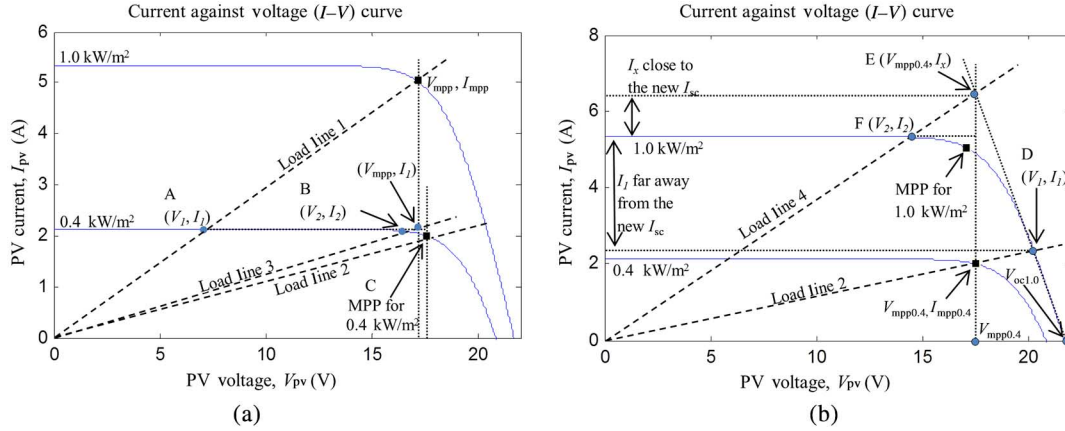 Current against voltage (I–V) curve
PV current, Ipv (A)
6
5
4
3
2
1
0
1.0 kW/m²
Vmpp , Impp
Load line 1
A
(V1, I1)
B
(V2, I2)
(Vmpp, I1)
0.4 kW/m²
Load line 3
Load line 2
C
MPP for
0.4 kW/m²
0
5
10
15
20
PV voltage, Vpv (V)
(a)
Current against voltage (I–V) curve
PV current, Ipv (A)
8
6
4
2
0
E (Vmpp0.4, Ix)
Ix close to
the new Isc
F (V2, I2)
1.0 kW/m²
D
(V1, I1)
I1 far away
from the
new Isc
MPP for
1.0 kW/m²
Load line 4
0.4 kW/m²
Load line 2
Voc1.0
Vmpp0.4, Impp0.4
Vmpp0.4
0
5
10
15
20
PV voltage, Vpv (V)
(b)